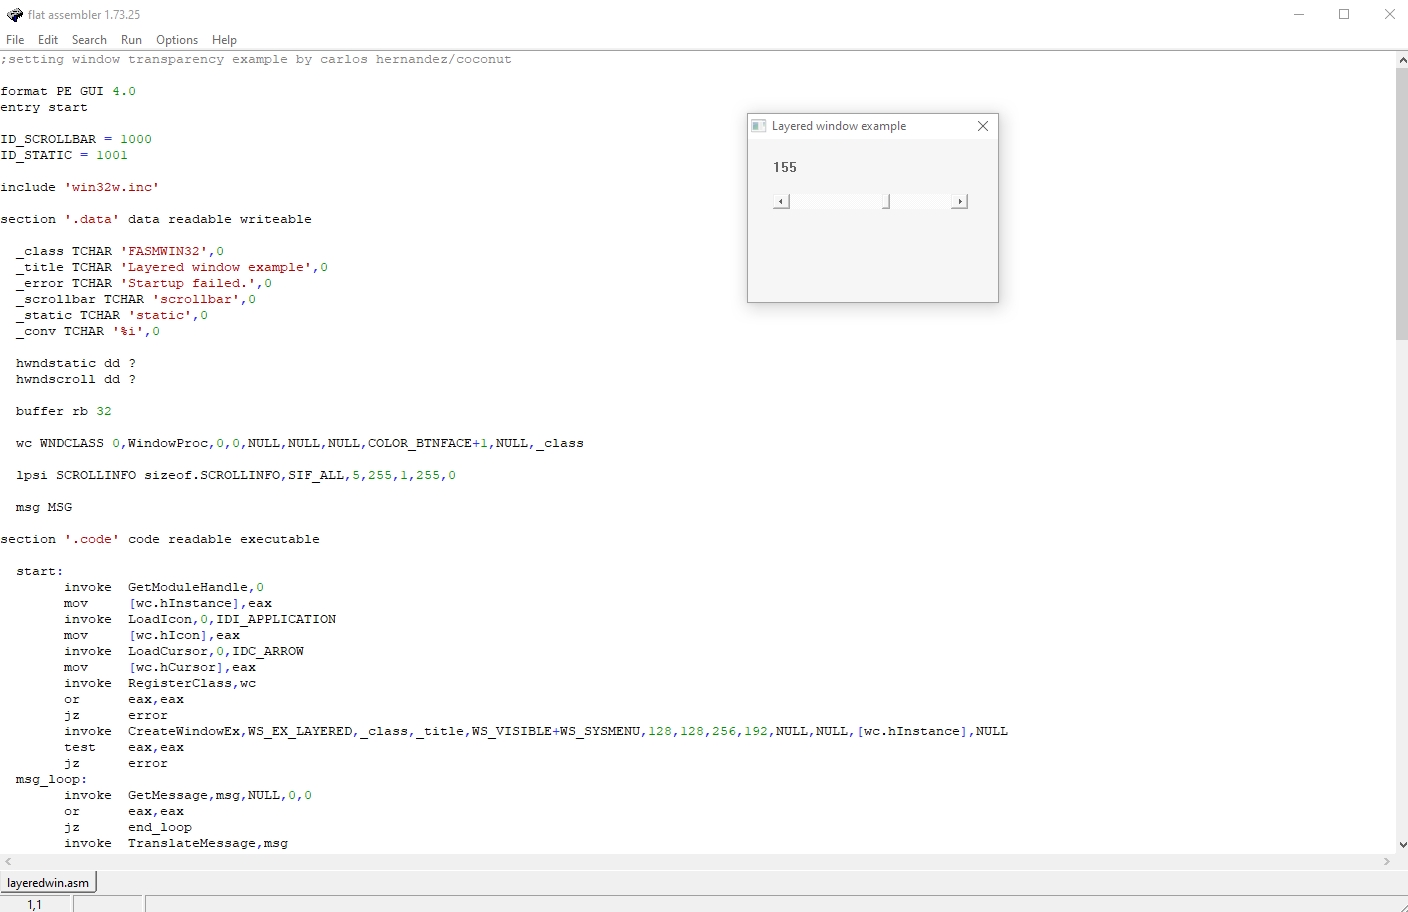 flat assembler 1.73.25
File Edit Search Run Options Help
;setting window transparency example by carlos hernandez/coconut
format PE GUI 4.0
entry start
ID_SCROLLBAR = 1000
ID_STATIC = 1001
include 'win32w.inc'
section '.data' data readable writeable
_class TCHAR 'FASMWIN32',0
_title TCHAR 'Layered window example',0
_error TCHAR 'Startup failed.',0
_scrollbar TCHAR 'scrollbar',0
_static TCHAR 'static',0
_conv TCHAR '%i',0
hwndstatic dd ?
hwndscroll dd ?
buffer rb 32
wc WNDCLASS 0,WindowProc,0,0,NULL,NULL,NULL,COLOR_BTNFACE+1,NULL,_class
lpsi SCROLLINFO sizeof.SCROLLINFO,SIF_ALL,5,255,1,255,0
msg MSG
section '.code' code readable executable
start:
invoke GetModuleHandle,0
mov [wc.hInstance],eax
invoke LoadIcon,0,IDI_APPLICATION
mov [wc.hIcon],eax
invoke LoadCursor,0,IDC_ARROW
mov [wc.hCursor],eax
invoke RegisterClass,wc
or eax,eax
jz error
invoke CreateWindowEx,WS_EX_LAYERED,_class,_title,WS_VISIBLE+WS_SYSMENU,128,128,256,192,NULL,NULL,[wc.hInstance],NULL
test eax,eax
jz error
msg_loop:
invoke GetMessage,msg,NULL,0,0
or eax,eax
jz end_loop
invoke TranslateMessage,msg
layeredwin.asm
1,1
Layered window example
155